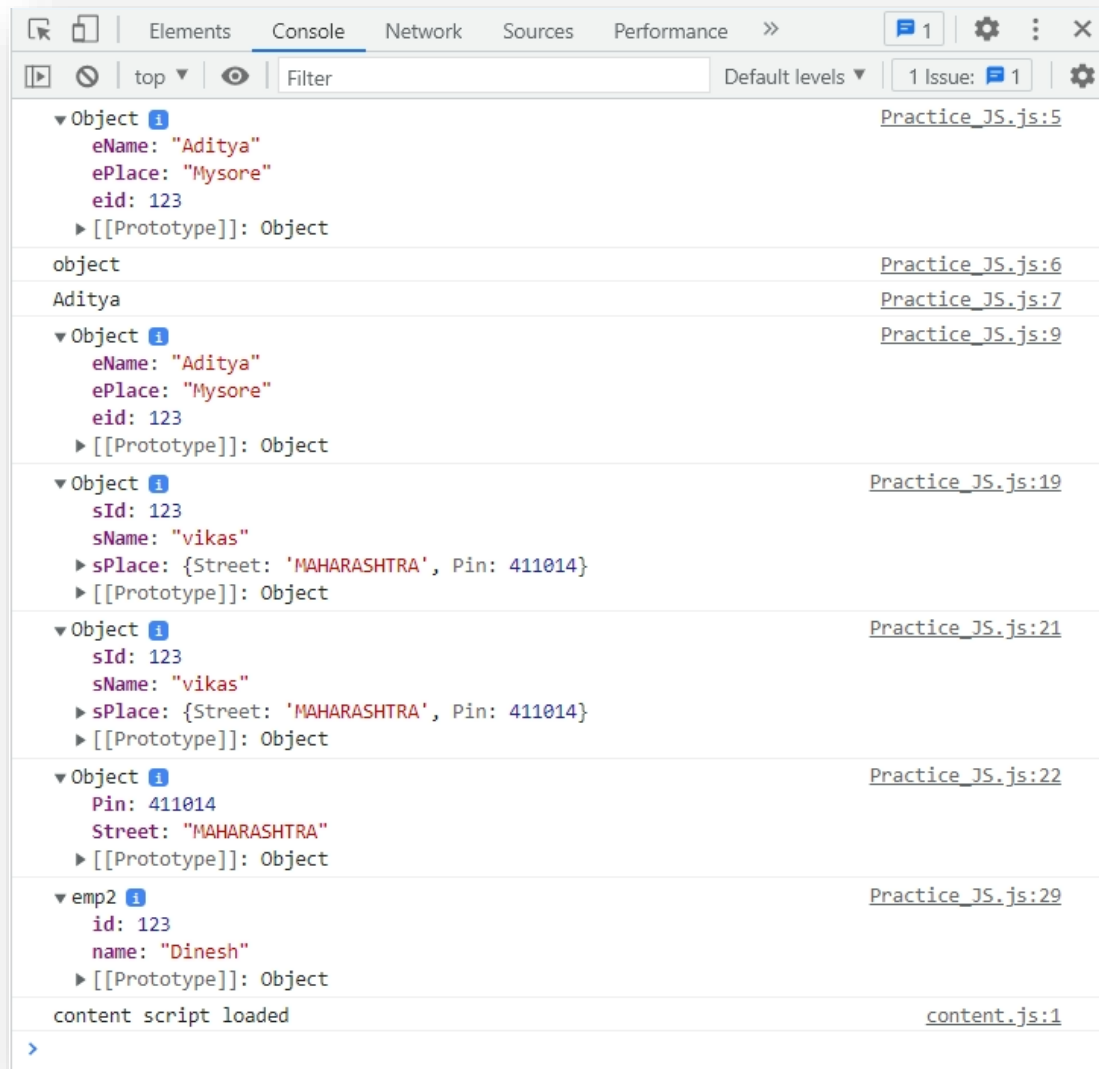 Elements Console Network Sources Performance » 1
top ▼ Filter Default levels ▼ 1 Issue: 1
▼Object i Practice_JS.js:5
eName: "Aditya"
ePlace: "Mysore"
eid: 123
▶[[Prototype]]: Object
object Practice_JS.js:6
Aditya Practice_JS.js:7
▼Object i Practice_JS.js:9
eName: "Aditya"
ePlace: "Mysore"
eid: 123
▶[[Prototype]]: Object
▼Object i Practice_JS.js:19
sId: 123
sName: "vikas"
▶sPlace: {Street: 'MAHARASHTRA', Pin: 411014}
▶[[Prototype]]: Object
▼Object i Practice_JS.js:21
sId: 123
sName: "vikas"
▶sPlace: {Street: 'MAHARASHTRA', Pin: 411014}
▶[[Prototype]]: Object
▼Object i Practice_JS.js:22
Pin: 411014
Street: "MAHARASHTRA"
▶[[Prototype]]: Object
▼emp2 i Practice_JS.js:29
id: 123
name: "Dinesh"
▶[[Prototype]]: Object
content script loaded content.js:1
>